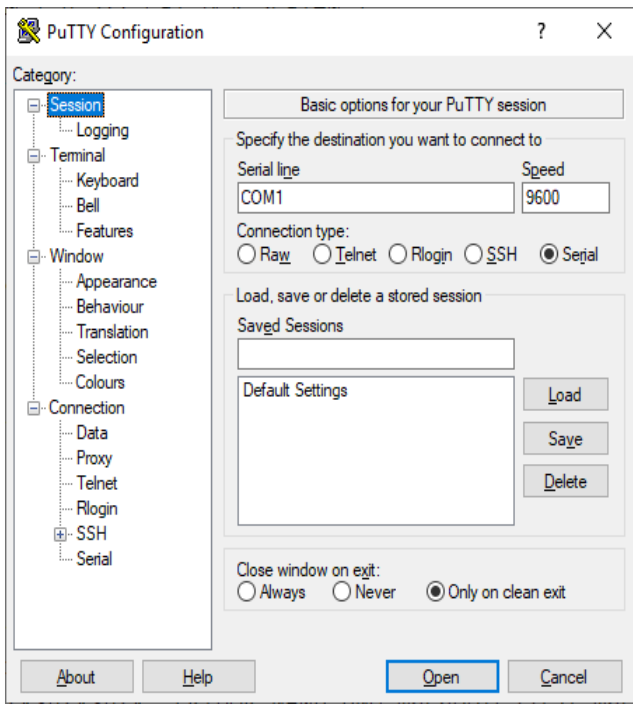 PuTTY Configuration ? X
Category:
Session
Logging
Terminal
Keyboard
Bell
Features
Window
Appearance
Behaviour
Translation
Selection
Colours
Connection
Data
Proxy
Telnet
Rlogin
SSH
Serial
Basic options for your PuTTY session
Specify the destination you want to connect to
Serial line Speed
COM1 9600
Connection type:
Raw Telnet Rlogin SSH Serial
Load, save or delete a stored session
Saved Sessions
Default Settings
Load
Save
Delete
Close window on exit:
Always Never Only on clean exit
About Help Open Cancel